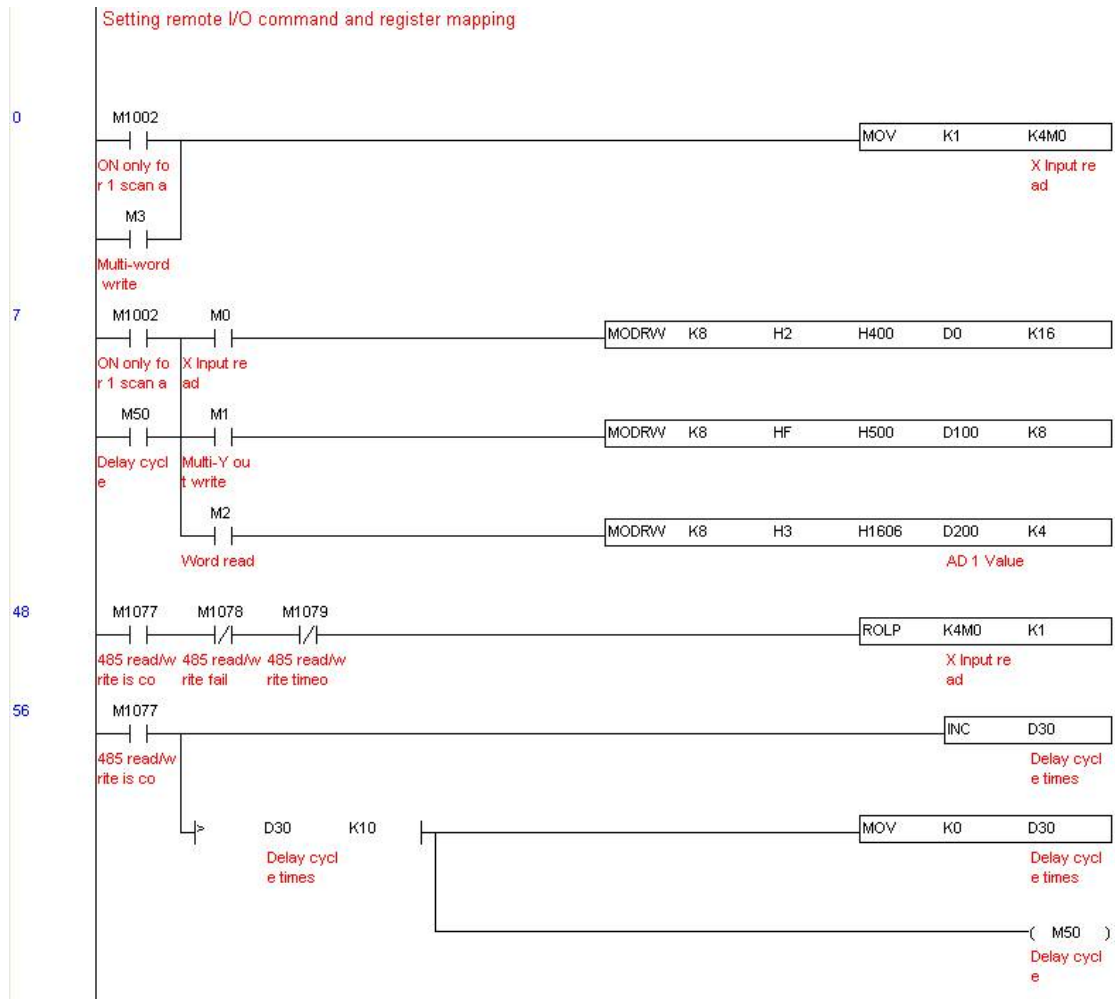 Setting remote I/O command and register mapping
0
M1002
MOV K1 K4M0
ON only fo
r 1 scan a
X Input re
ad
M3
Multi-word
write
7
M1002 M0
MODRW K8 H2 H400 D0 K16
ON only fo
r 1 scan a
X Input re
ad
M50 M1
MODRW K8 HF H500 D100 K8
Delay cycl
e
Multi-Y ou
t write
M2
MODRW K8 H3 H1606 D200 K4
Word read
AD 1 Value
48
M1077 M1078 M1079
ROLP K4M0 K1
485 read/w
rite is co
485 read/w
rite fail
485 read/w
rite timeo
X Input re
ad
56
M1077
INC D30
485 read/w
rite is co
Delay cycl
e times
> D30 K10
MOV K0 D30
Delay cycl
e times
Delay cycl
e times
( M50 )
Delay cycl
e